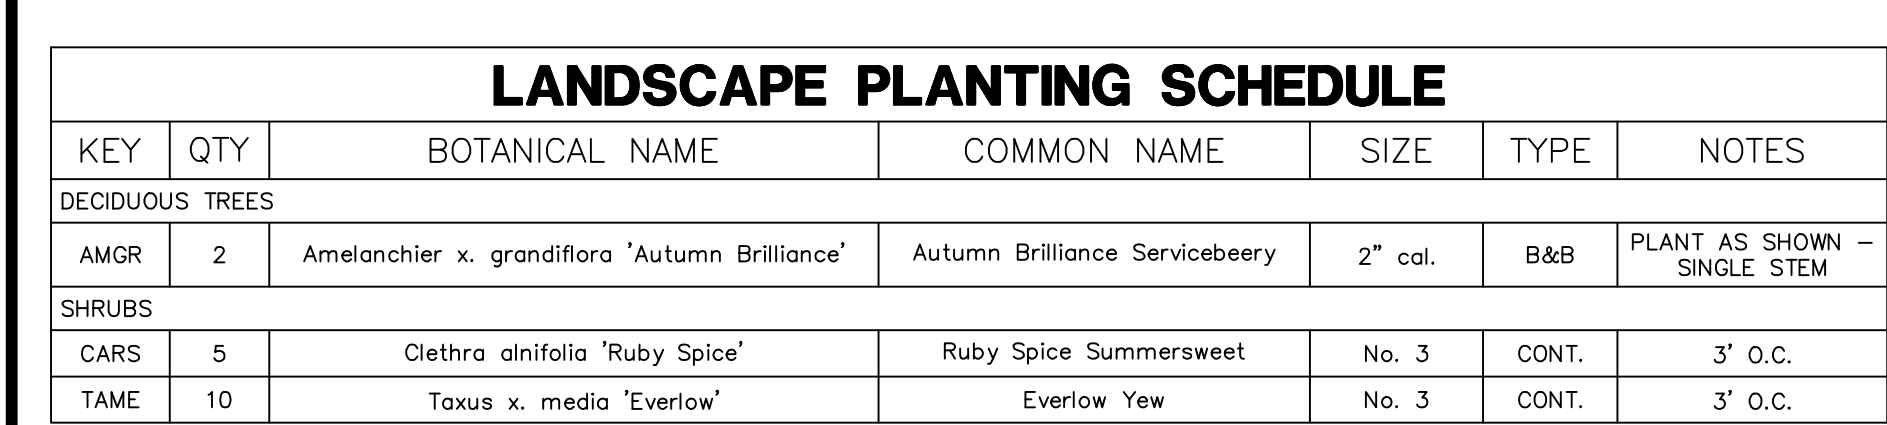 LANDSCAPE PLANTING SCHEDULE
KEY QTY BOTANICAL NAME COMMON NAME SIZE TYPE NOTES
DECIDUOUS TREES
AMGR 2 Amelanchier x. grandiflora 'Autumn Brilliance' Autumn Brilliance Servicebeery 2" cal. B&B PLANT AS SHOWN –
SINGLE STEM
SHRUBS
CARS 5 Clethra alnifolia 'Ruby Spice' Ruby Spice Summersweet No. 3 CONT. 3' O.C.
TAME 10 Taxus x. media 'Everlow' Everlow Yew No. 3 CONT. 3' O.C.